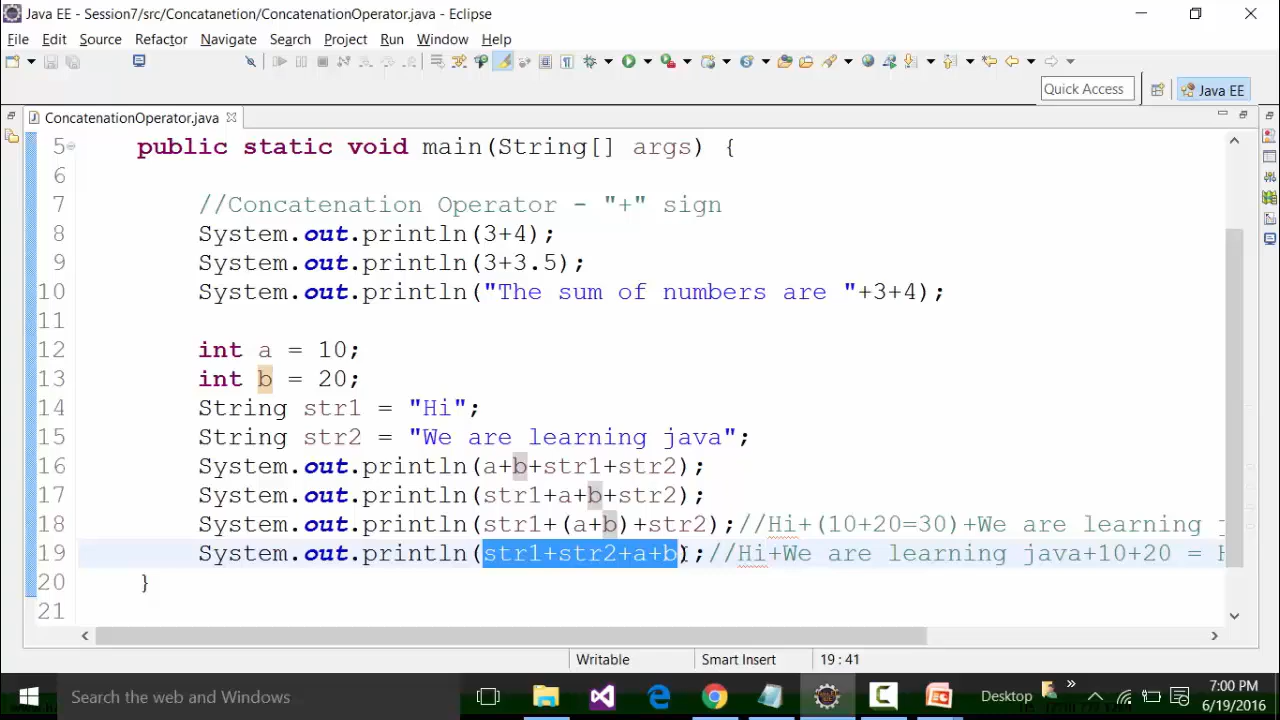 Java EE - Session7/src/Concatanetion/ConcatenationOperator.java - Eclipse
File Edit Source Refactor Navigate Search Project Run Window Help
Quick Access Java EE
ConcatenationOperator.java
5 public static void main(String[] args) {
6
7 //Concatenation Operator - "+" sign
8 System.out.println(3+4);
9 System.out.println(3+3.5);
10 System.out.println("The sum of numbers are "+3+4);
11
12 int a = 10;
13 int b = 20;
14 String str1 = "Hi";
15 String str2 = "We are learning java";
16 System.out.println(a+b+str1+str2);
17 System.out.println(str1+a+b+str2);
18 System.out.println(str1+(a+b)+str2);//Hi+(10+20=30)+We are learning
19 System.out.println(str1+str2+a+b);//Hi+We are learning java+10+20 =
20 }
21
Writable Smart Insert 19 : 41
Search the web and Windows Desktop 7:00 PM
6/19/2016